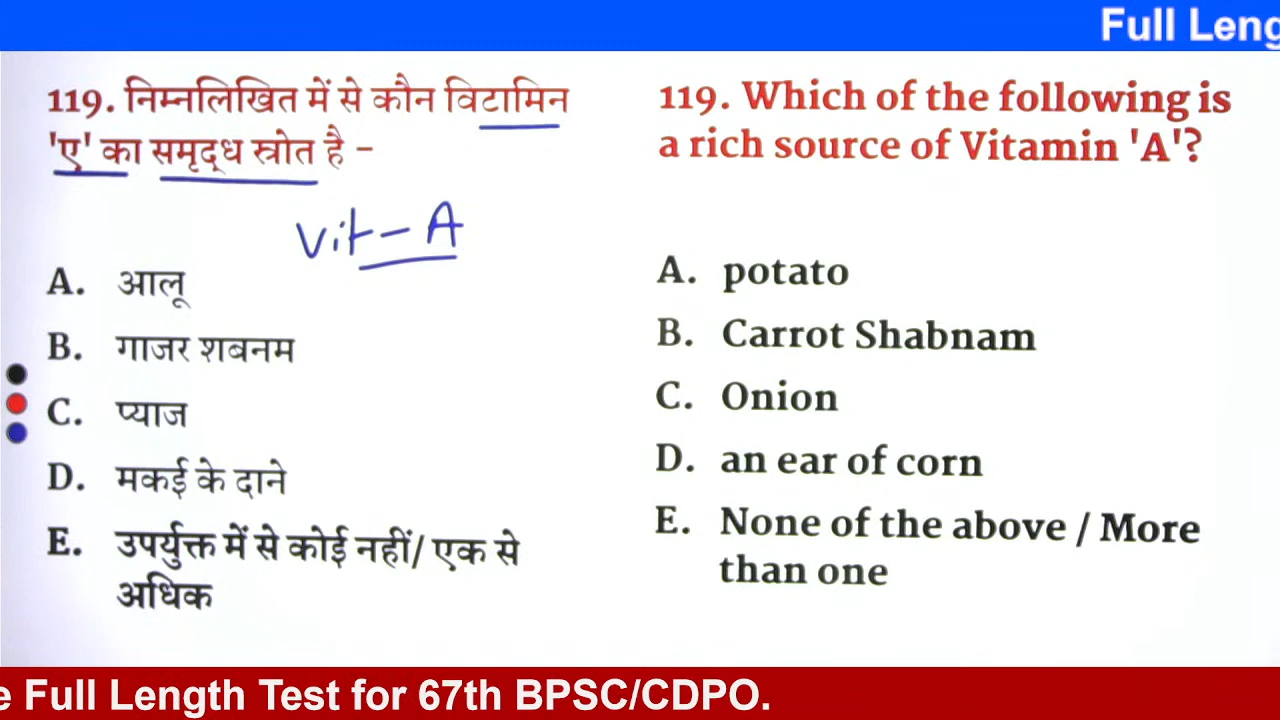 Full Leng
119. निम्नलिखित में से कौन विटामिन
'ए' का समृद्ध स्रोत है -
Vit - A
A. आलू
B. गाजर शबनम
C. प्याज
D. मकई के दाने
E. उपर्युक्त में से कोई नहीं/ एक से
अधिक
119. Which of the following is
a rich source of Vitamin 'A'?
A. potato
B. Carrot Shabnam
C. Onion
D. an ear of corn
E. None of the above / More
than one
e Full Length Test for 67th BPSC/CDPO.